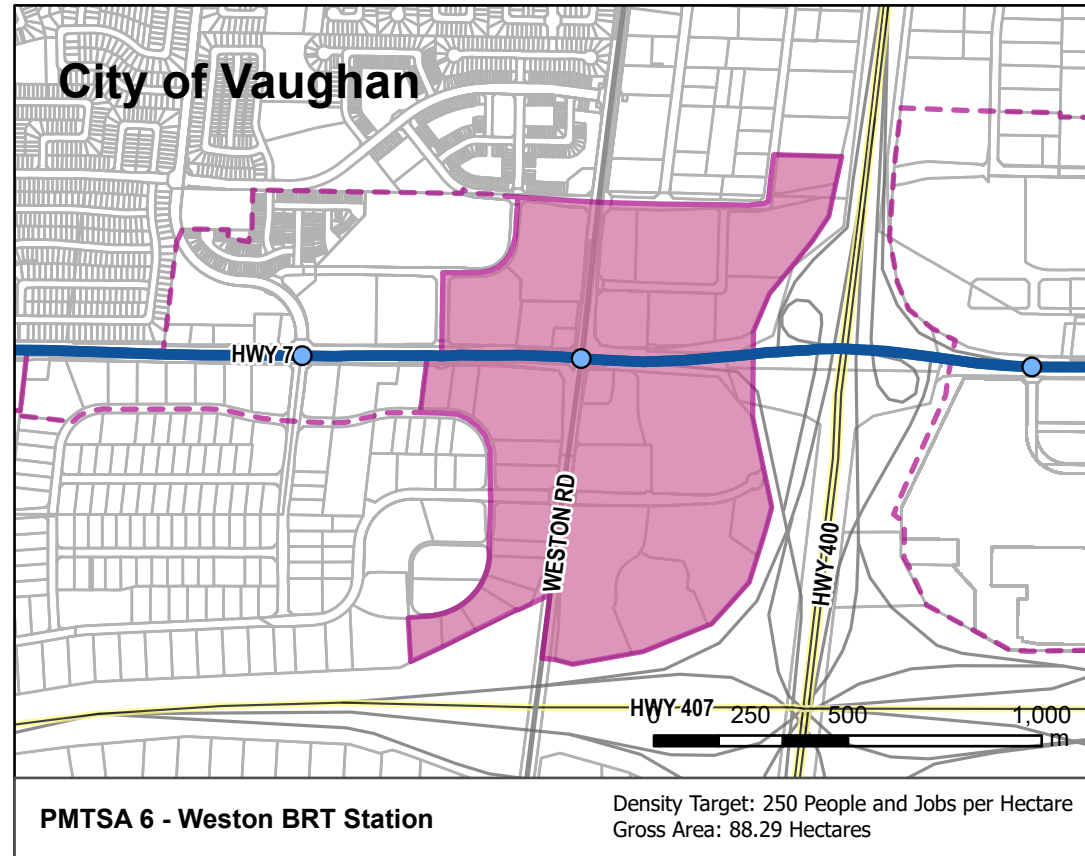 City of Vaughan
HWY 7
WESTON RD
HWY 400
HWY 407
0 250 500 1,000
m
PMTSA 6 - Weston BRT Station
Density Target: 250 People and Jobs per Hectare
Gross Area: 88.29 Hectares